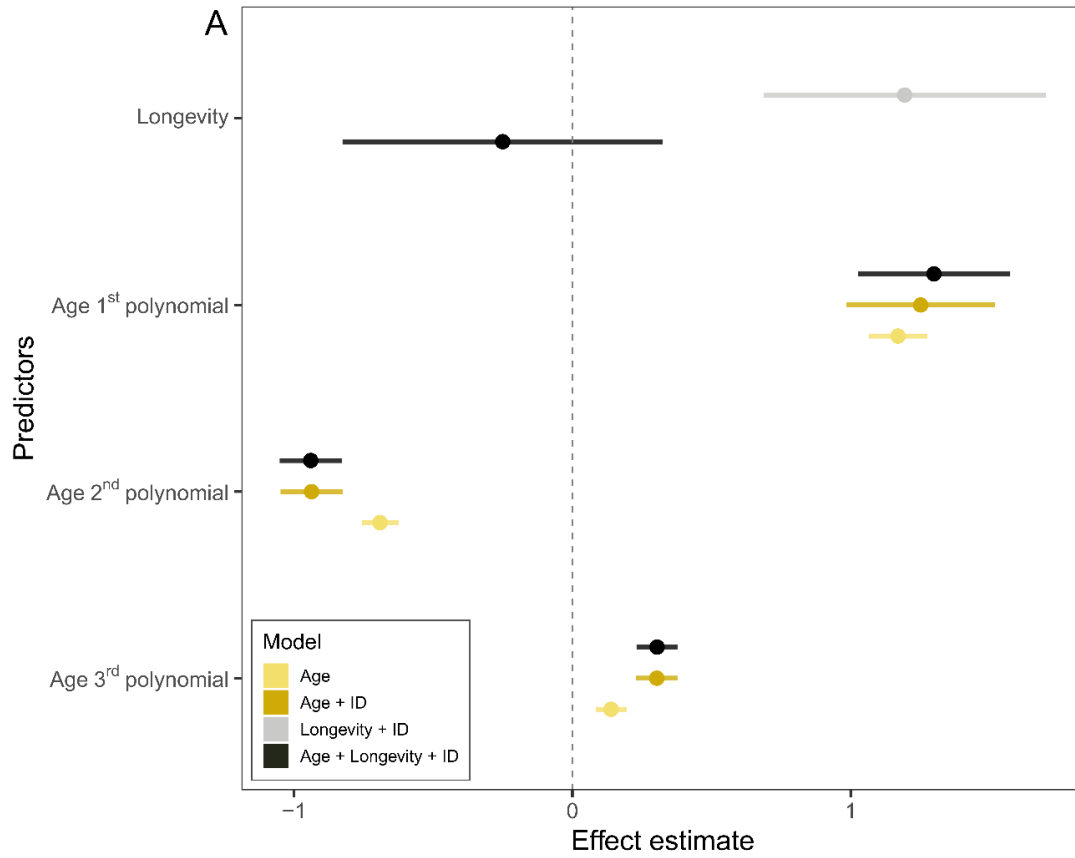 A
Longevity
Age 1st polynomial
Age 2nd polynomial
Age 3rd polynomial
Predictors
Model
Age
Age + ID
Longevity + ID
Age + Longevity + ID
−1
0
1
Effect estimate